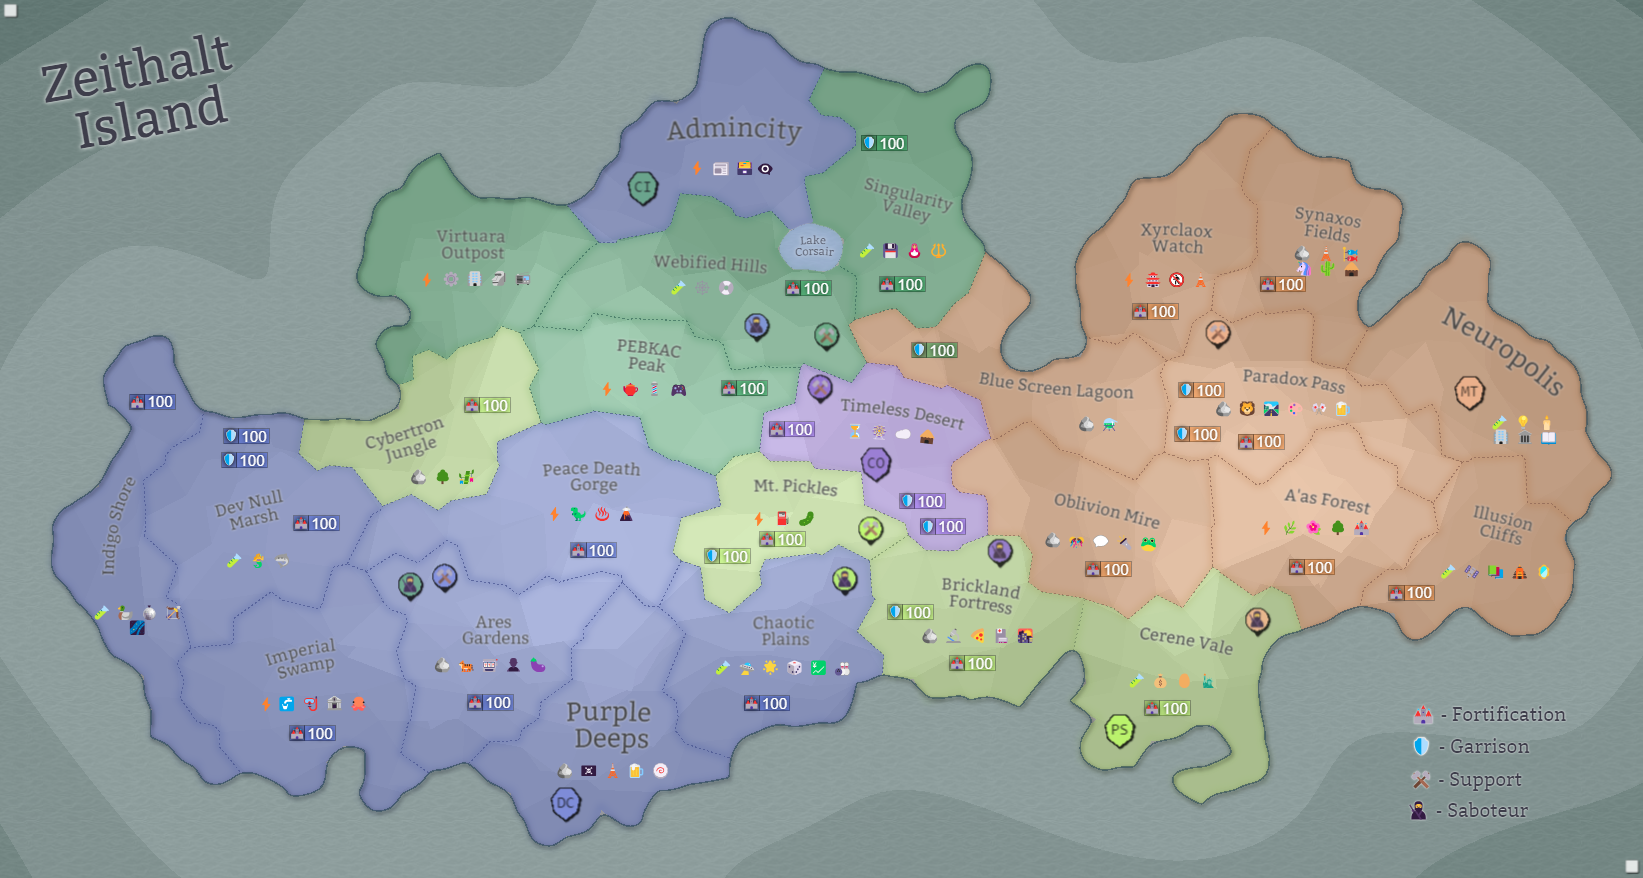 Zeithalt
Island
Admincity
CI
100
Singularity
Valley
Lake
Corsair
100
Virtuara
Outpost
Webified Hills
100
PEBKAC
Peak
100
Xyrclaox
Watch
100
Synaxos
Fields
100
Neuropolis
MT
100
Blue Screen Lagoon
Paradox Pass
100
100
100
Timeless Desert
100
CO
100
100
100
Cybertron
Jungle
100
100
100
Dev Null
Marsh
100
Indigo Shore
Peace Death
Gorge
100
Mt. Pickles
100
100
Oblivion Mire
100
A'as Forest
100
Illusion
Cliffs
100
Brickland
Fortress
100
100
Cerene Vale
100
PS
Imperial
Swamp
100
Ares
Gardens
100
Chaotic
Plains
100
Purple
Deeps
DC
- Fortification
- Garrison
- Support
- Saboteur